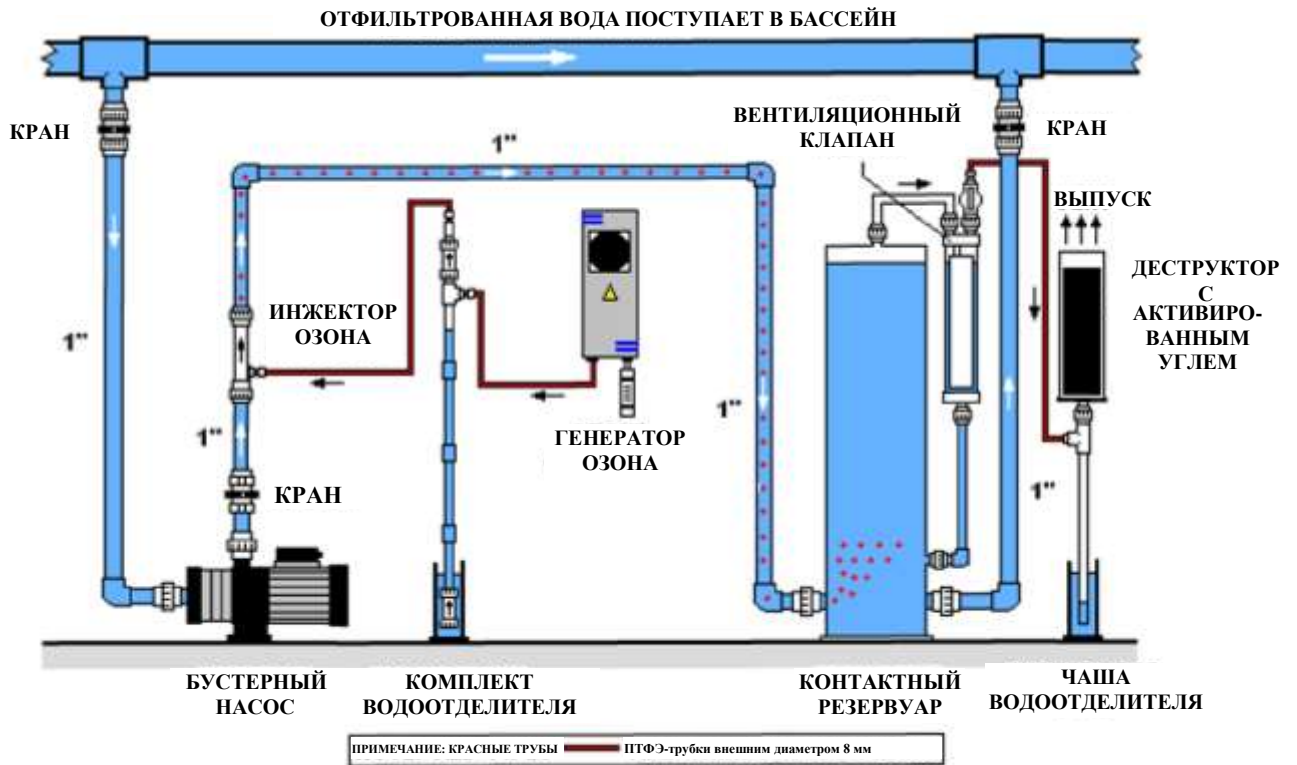 ОТФИЛЬТРОВАННАЯ ВОДА ПОСТУПАЕТ В БАССЕЙН
КРАН
1"
ВЕНТИЛЯЦИОННЫЙ
КЛАПАН
КРАН
ВЫПУСК
ДЕСТРУКТОР
С
АКТИВИРО-
ВАННЫМ
УГЛЕМ
ИНЖЕКТОР
ОЗОНА
1"
1"
1"
ГЕНЕРАТОР
ОЗОНА
КРАН
1"
БУСТЕРНЫЙ
НАСОС
КОМПЛЕКТ
ВОДООТДЕЛИТЕЛЯ
КОНТАКТНЫЙ
РЕЗЕРВУАР
ЧАША
ВОДООТДЕЛИТЕЛЯ
ПРИМЕЧАНИЕ: КРАСНЫЕ ТРУБЫ ПТФЭ-трубки внешним диаметром 8 мм